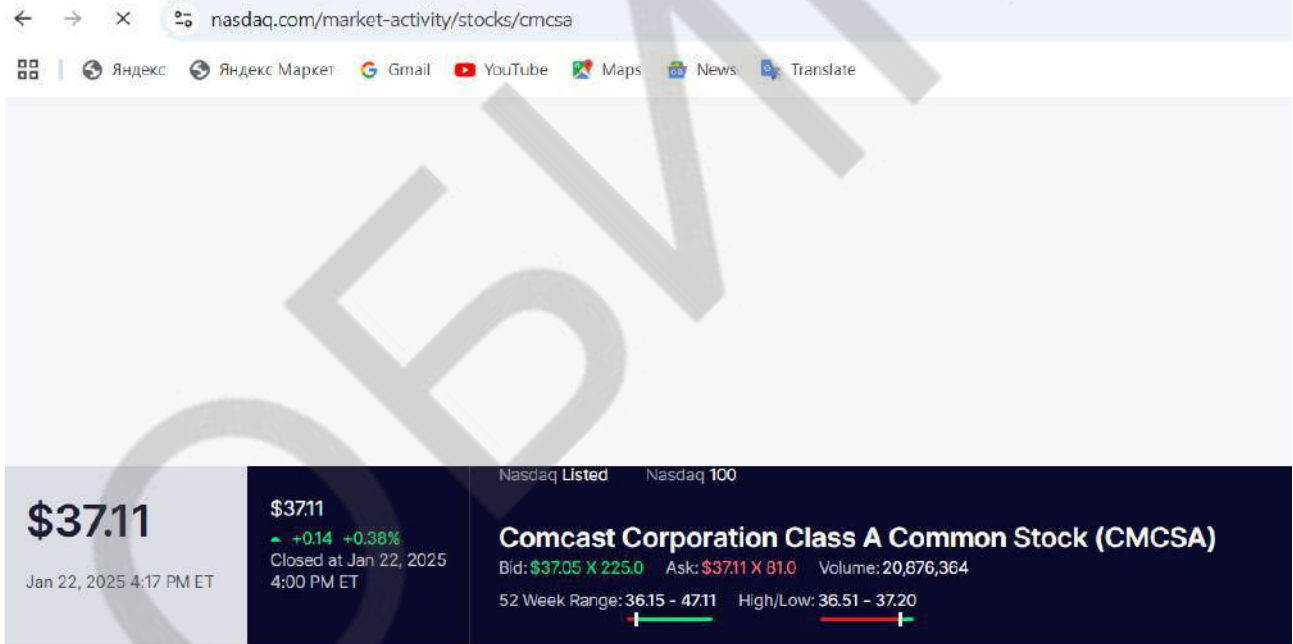 nasdaq.com/market-activity/stocks/cmcsa
Яндекс Яндекс Маркет Gmail YouTube Maps News Translate
ОБИ
Nasdaq Listed Nasdaq 100
$37.11
Jan 22, 2025 4:17 PM ET
$37.11
+0.14 +0.38%
Closed at Jan 22, 2025
4:00 PM ET
Comcast Corporation Class A Common Stock (CMCSA)
Bid: $37.05 X 225.0 Ask: $37.11 X 81.0 Volume: 20,876,364
52 Week Range: 36.15 - 47.11 High/Low: 36.51 - 37.20